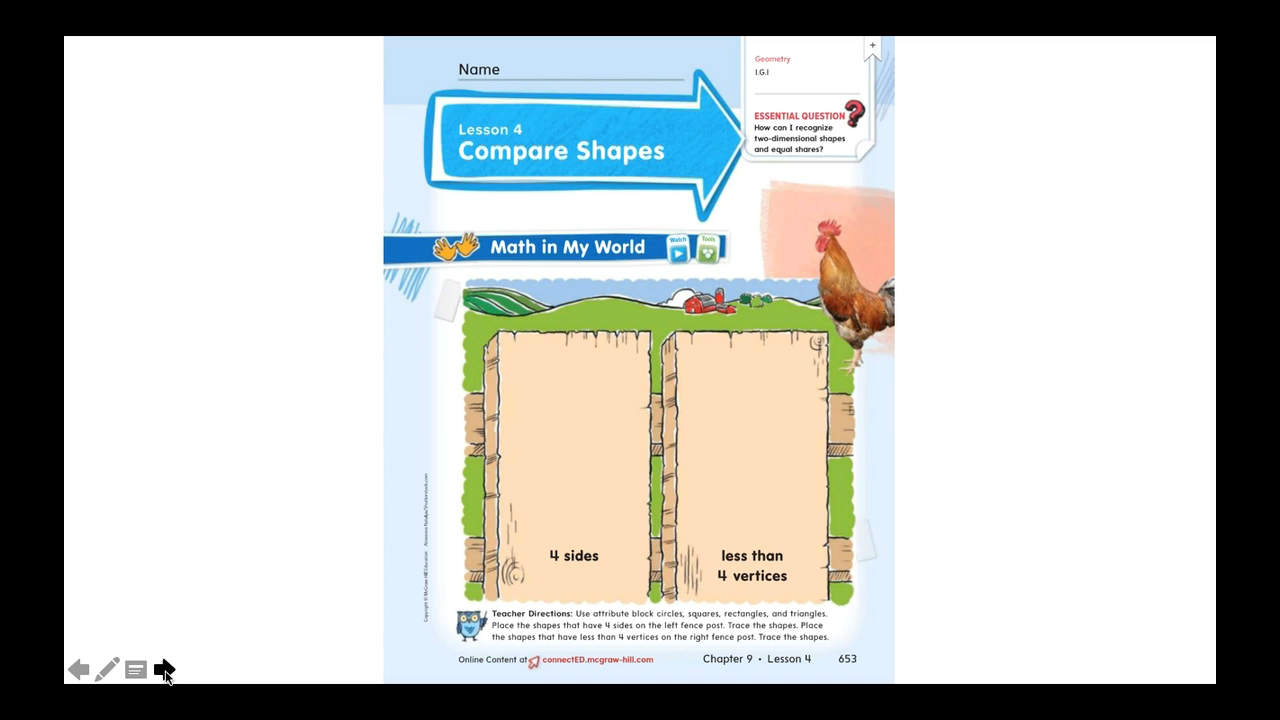 Name
Geometry
1.G.1
ESSENTIAL QUESTION
How can I recognize
two-dimensional shapes
and equal shares?
Lesson 4
Compare Shapes
Math in My World
Watch
Tools
4 sides
less than
4 vertices
Teacher Directions: Use attribute block circles, squares, rectangles, and triangles.
Place the shapes that have 4 sides on the left fence post. Trace the shapes. Place
the shapes that have less than 4 vertices on the right fence post. Trace the shapes.
Online Content at connectED.mcgraw-hill.com
Chapter 9 • Lesson 4 653